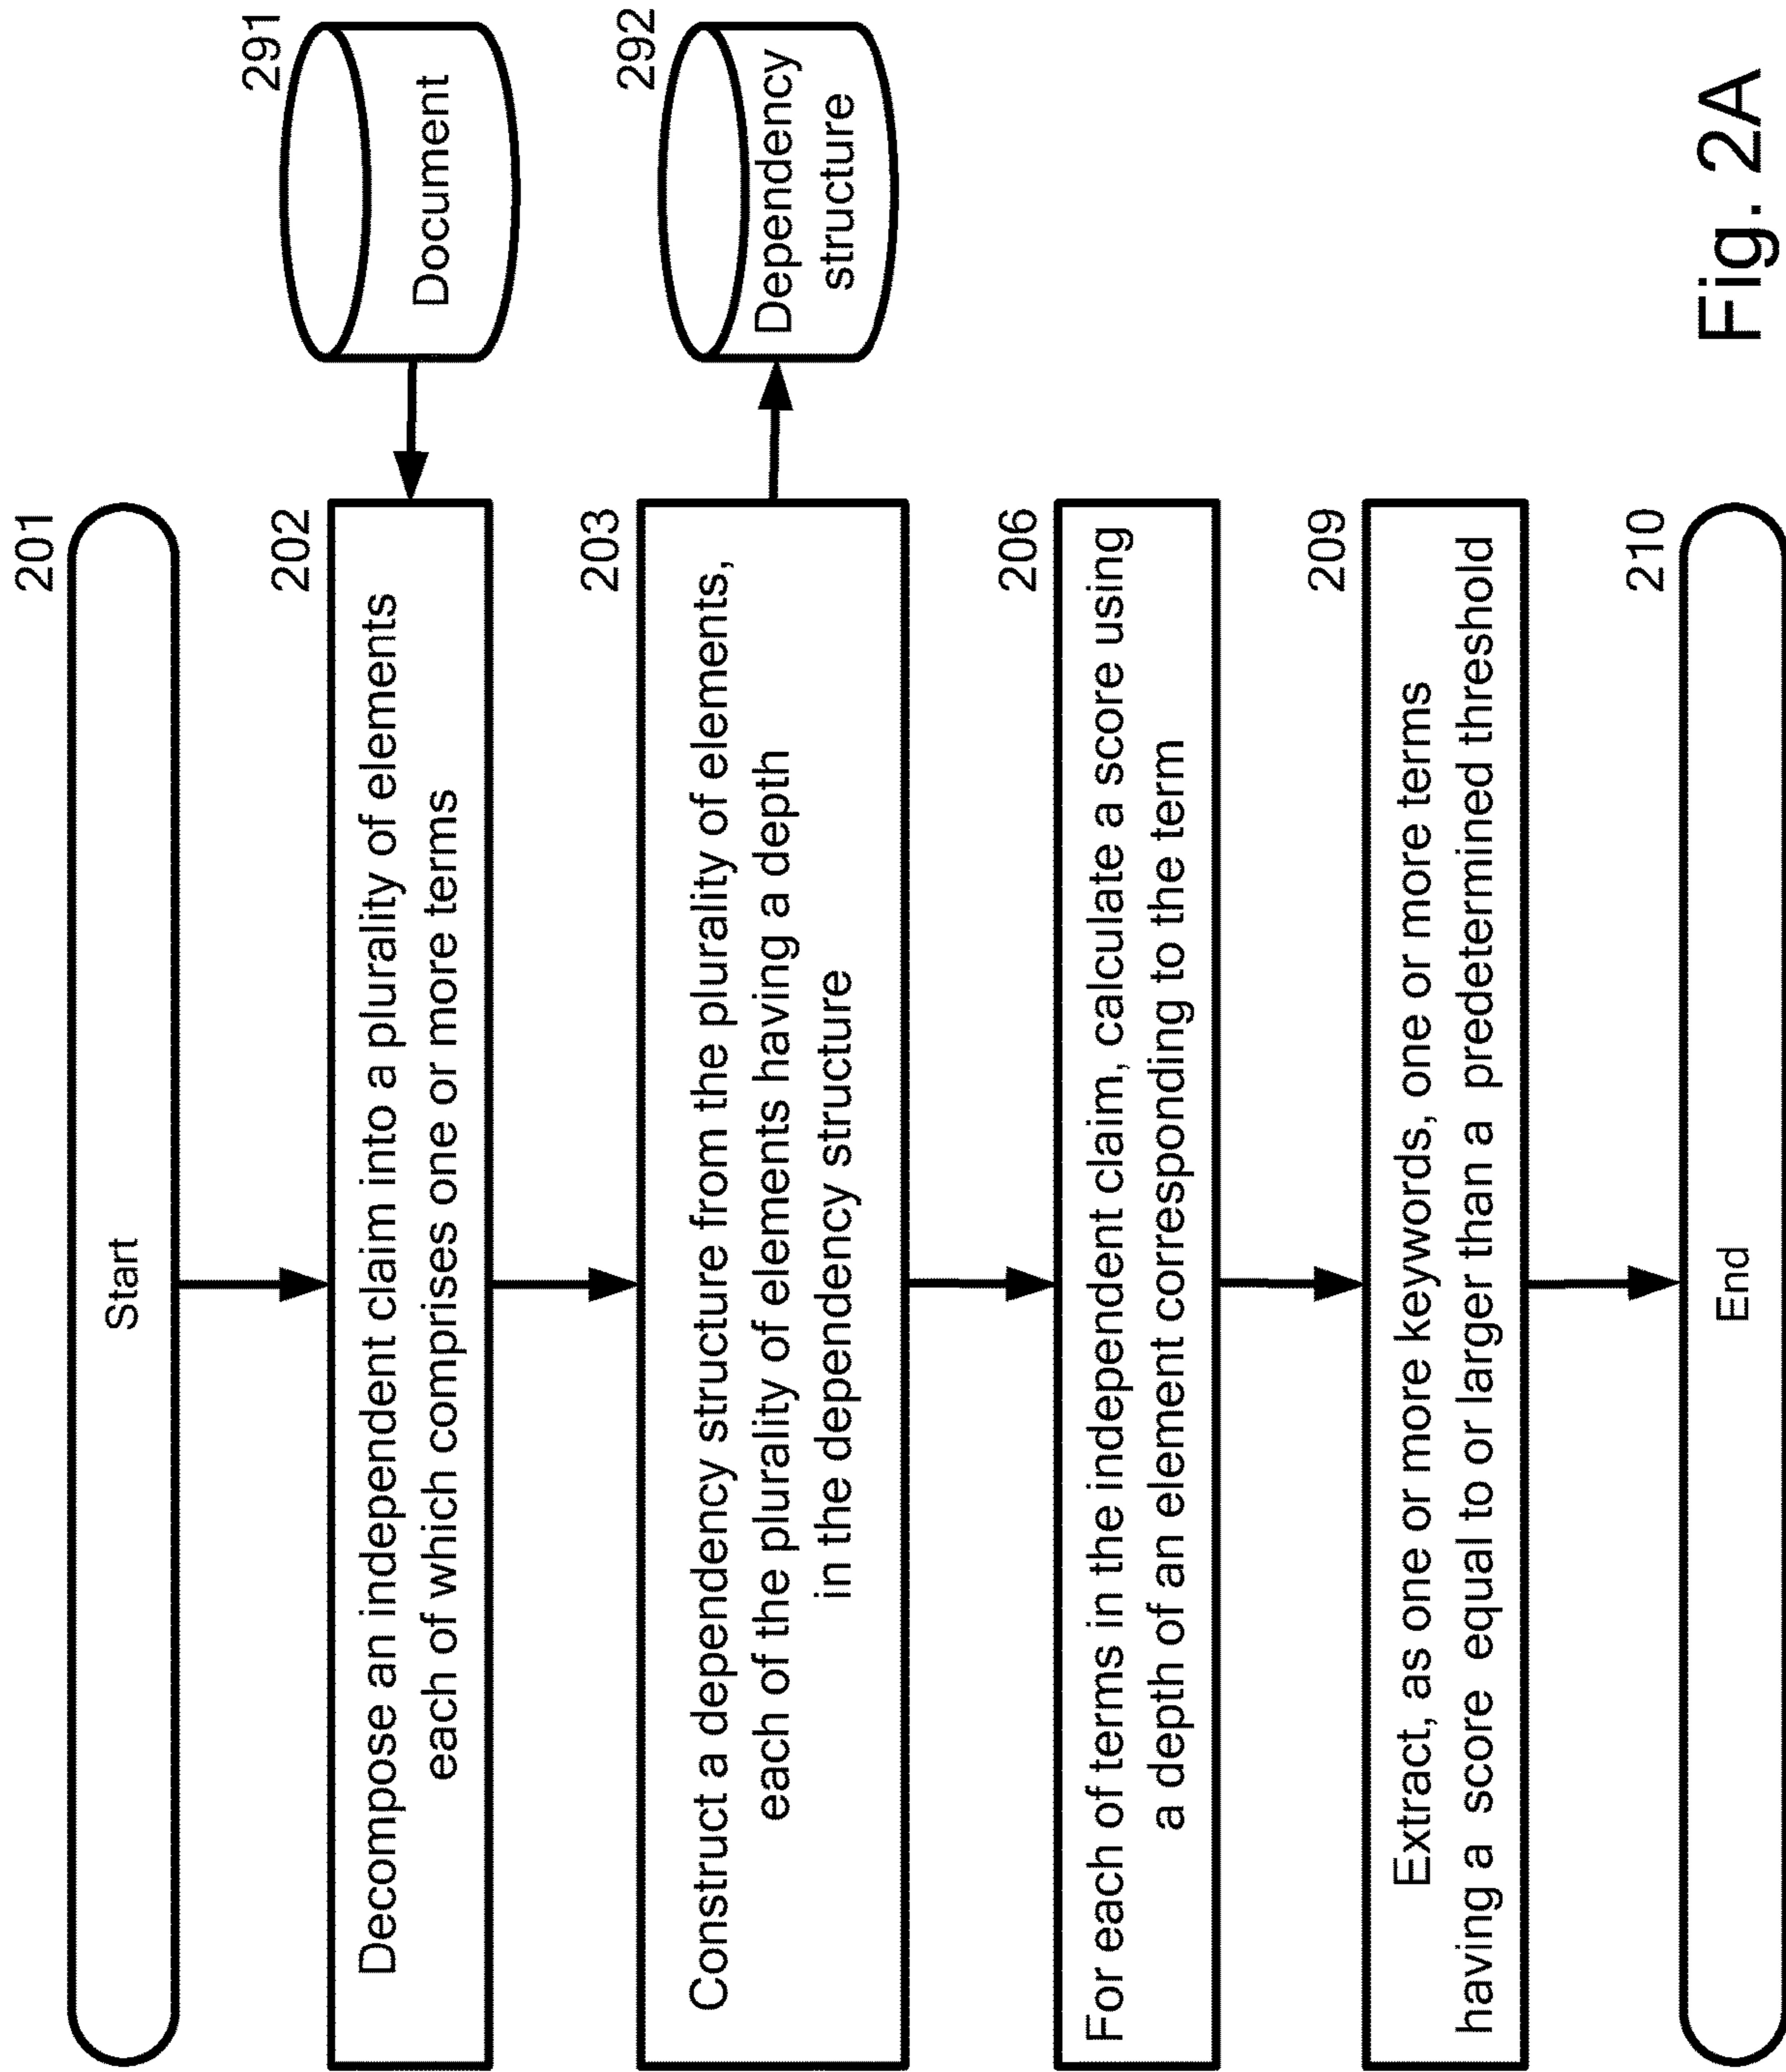 201
Start
202
Decompose an independent claim into a plurality of elements
each of which comprises one or more terms
291
Document
203
Construct a dependency structure from the plurality of elements,
each of the plurality of elements having a depth
in the dependency structure
292
Dependency
structure
206
For each of terms in the independent claim, calculate a score using
a depth of an element corresponding to the term
209
Extract, as one or more keywords, one or more terms
having a score equal to or larger than a predetermined threshold
210
End
Fig. 2A